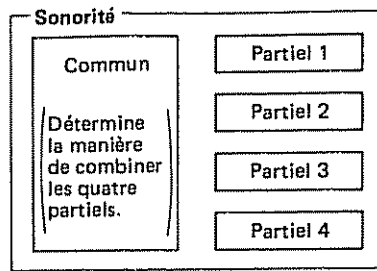 Sonorité
Commun
Détermine
la manière
de combiner
les quatre
partiels.
Partiel 1
Partiel 2
Partiel 3
Partiel 4